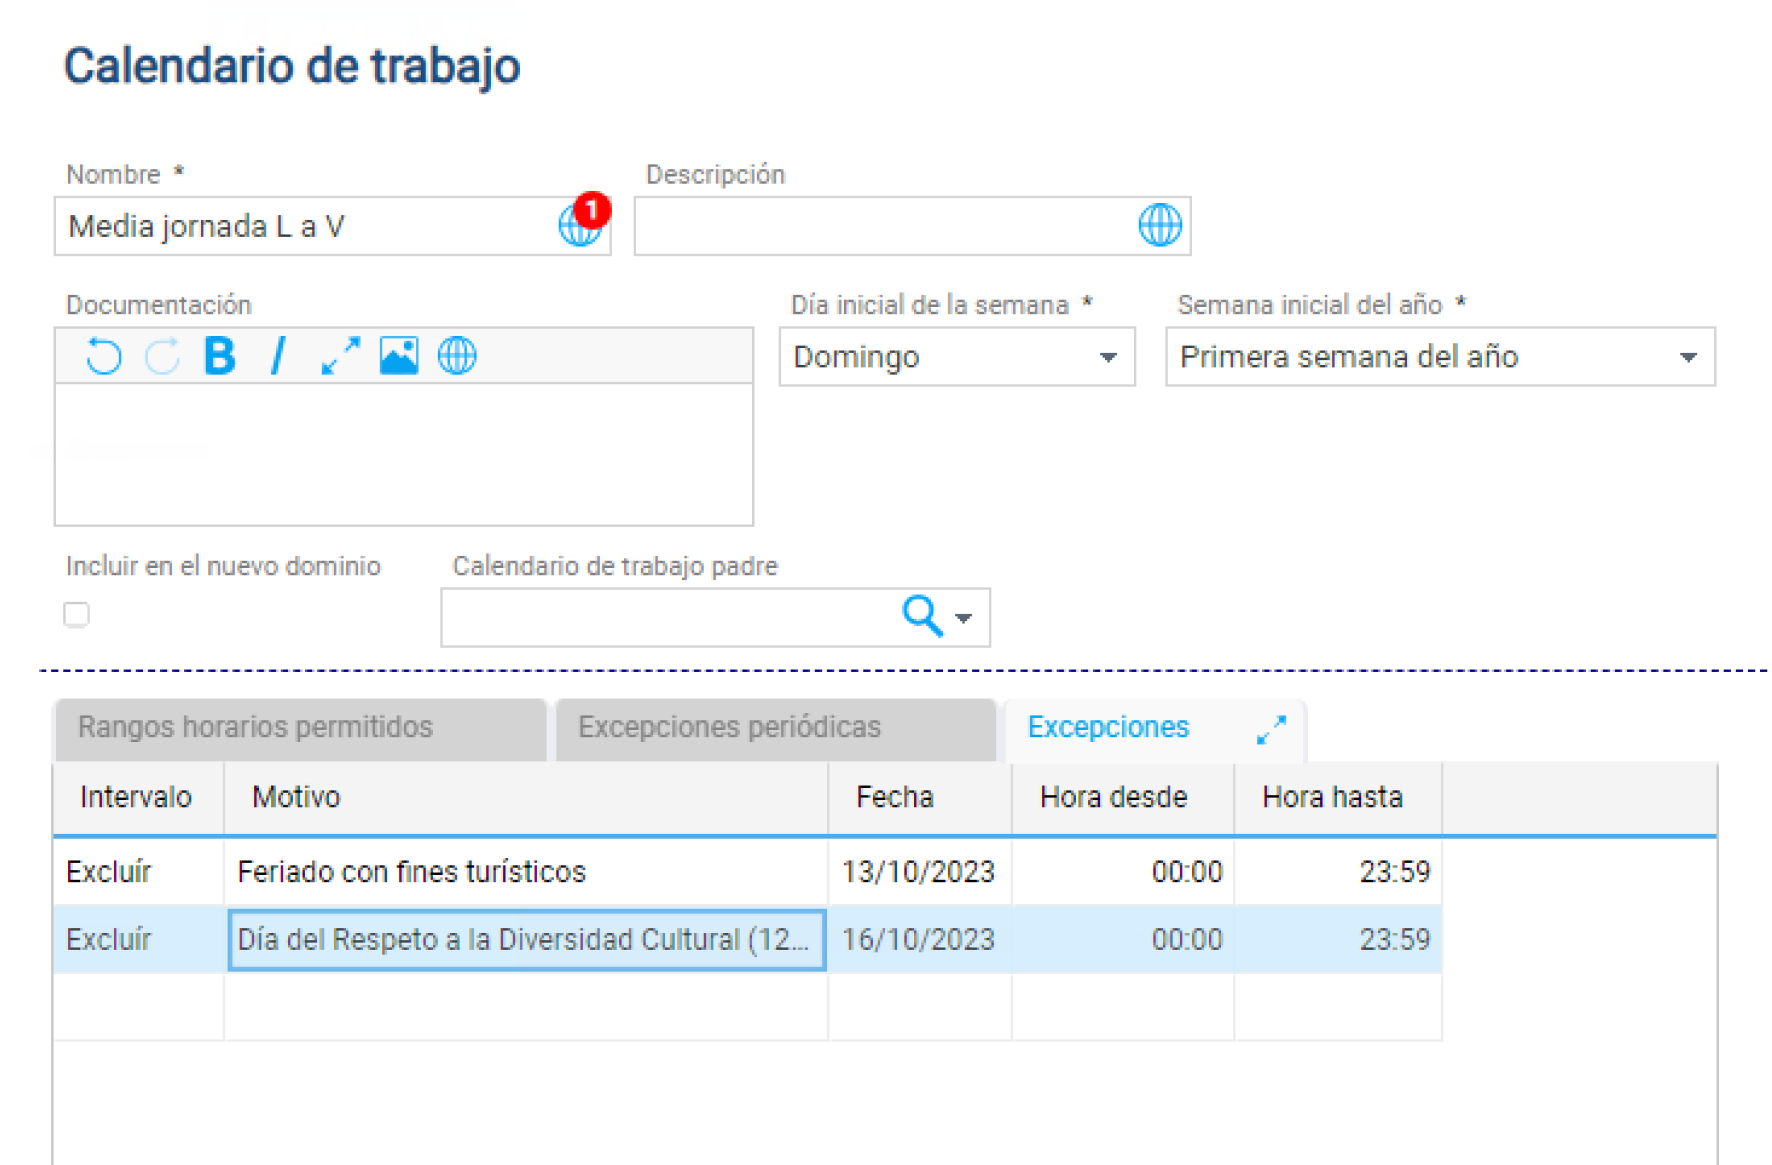 Calendario de trabajo
Nombre * Descripción
Media jornada L a V 1
Documentación Día inicial de la semana * Semana inicial del año *
B I Domingo Primera semana del año
Incluir en el nuevo dominio Calendario de trabajo padre
Rangos horarios permitidos Excepciones periódicas Excepciones
Intervalo Motivo Fecha Hora desde Hora hasta
Excluír Feriado con fines turísticos 13/10/2023 00:00 23:59
Excluír Día del Respeto a la Diversidad Cultural (12... 16/10/2023 00:00 23:59